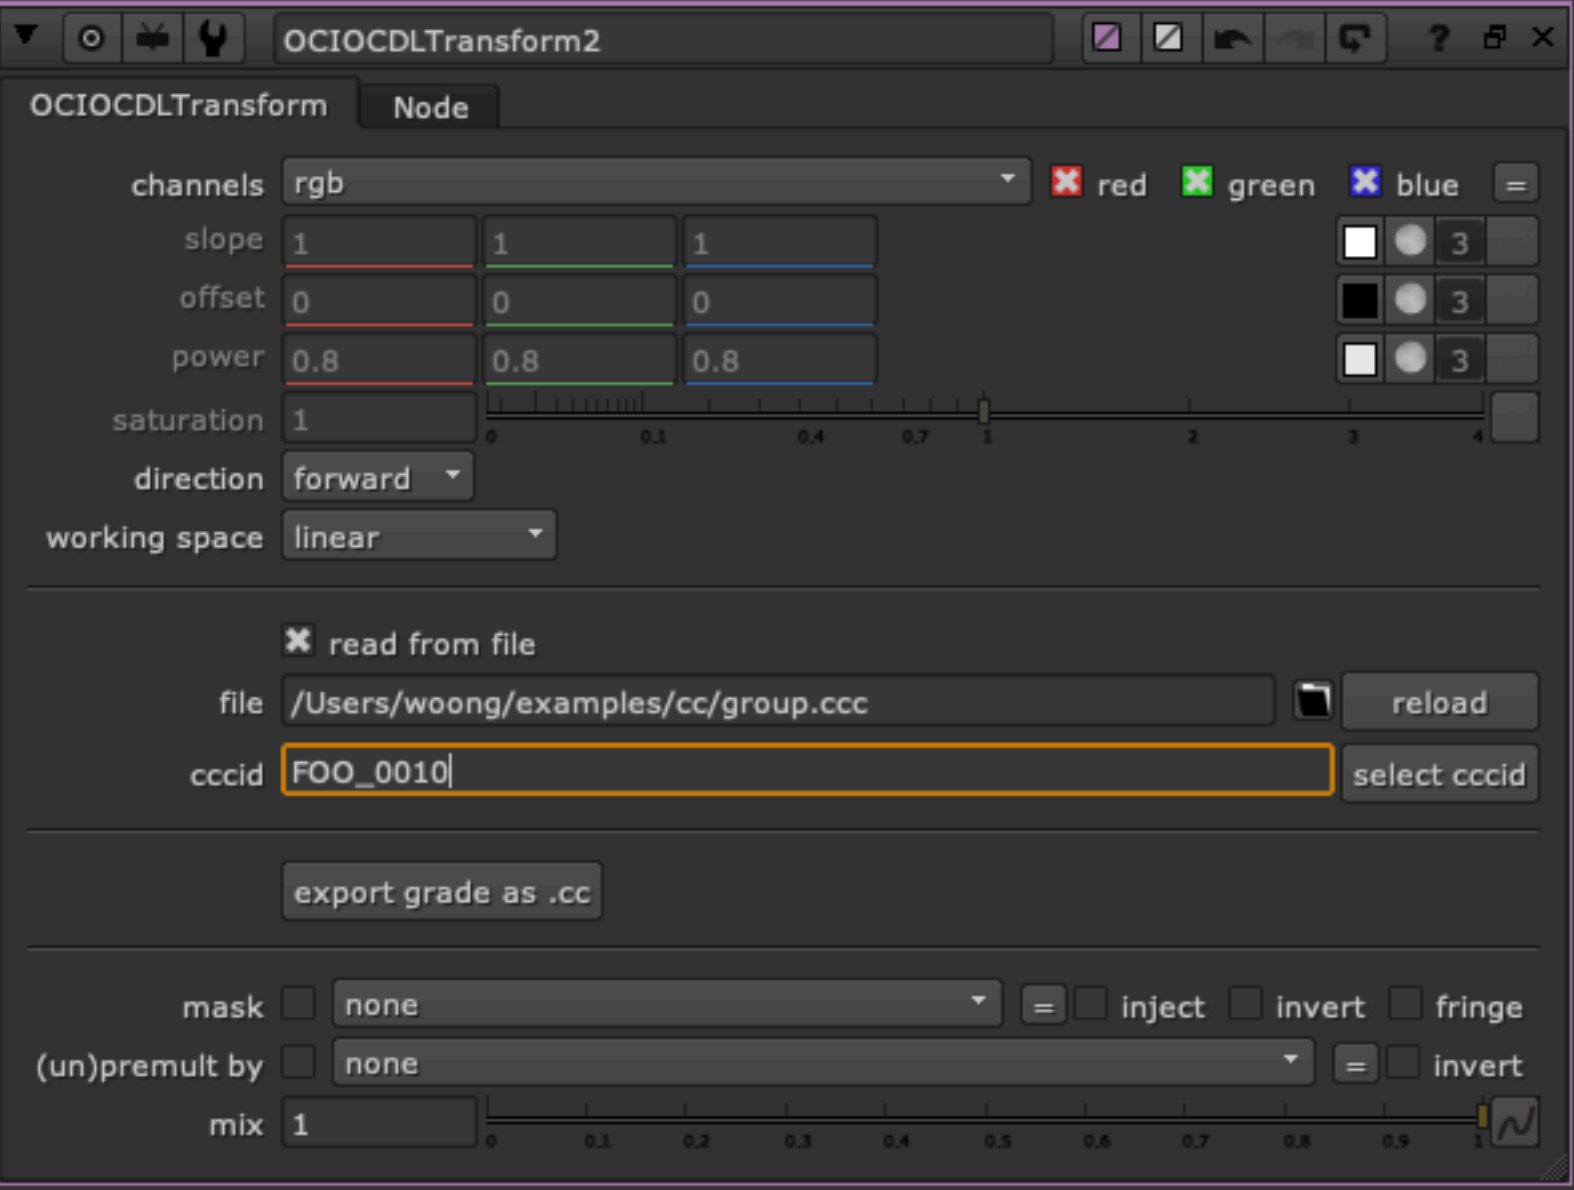 OCIOCDLTransform2 ?
OCIOCDLTransform Node
channels rgb red green blue =
slope 1 1 1 3
offset 0 0 0 3
power 0.8 0.8 0.8 3
saturation 1 0 0.1 0.4 0.7 1 2 3 4
direction forward
working space linear
read from file
file /Users/woong/examples/cc/group.ccc reload
cccid FOO_0010 select cccid
export grade as .cc
mask none = inject invert fringe
(un)premult by none = invert
mix 1 0 0.1 0.2 0.3 0.4 0.5 0.6 0.7 0.8 0.9 1